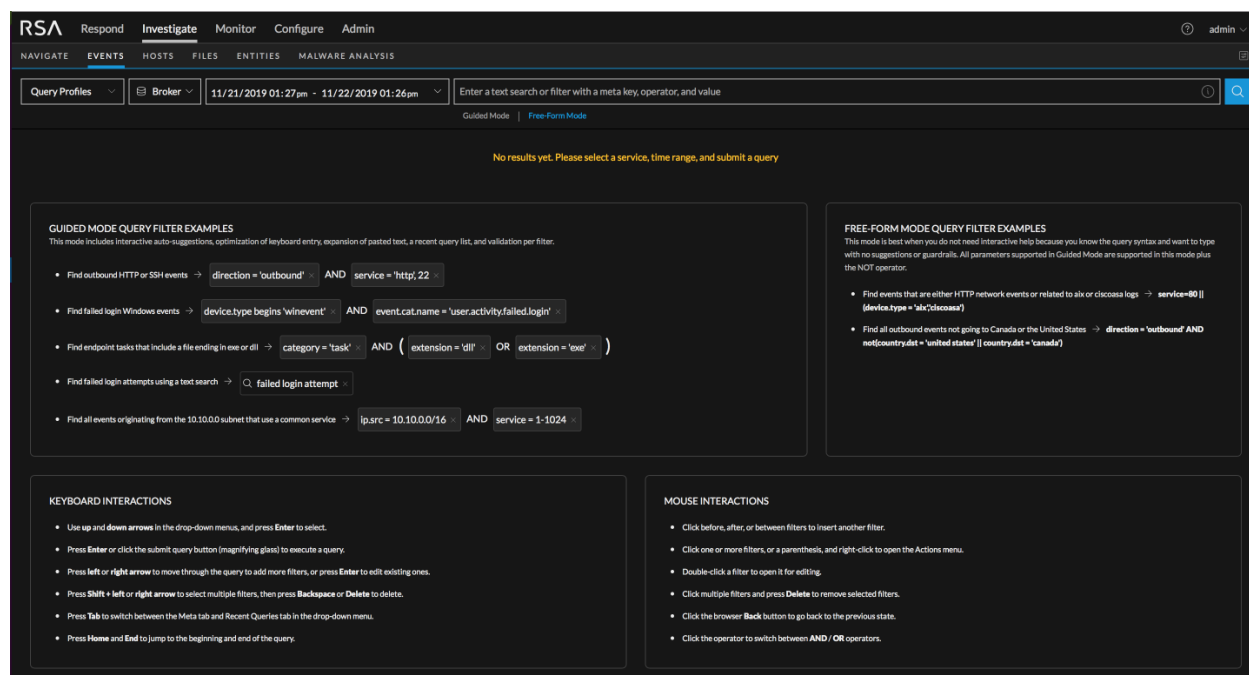 RSA Respond Investigate Monitor Configure Admin admin
NAVIGATE EVENTS HOSTS FILES ENTITIES MALWARE ANALYSIS
Query Profiles Broker 11/21/2019 01:27pm - 11/22/2019 01:26pm Enter a text search or filter with a meta key, operator, and value
Guided Mode | Free-Form Mode
No results yet. Please select a service, time range, and submit a query
GUIDED MODE QUERY FILTER EXAMPLES
This mode includes interactive auto-suggestions, optimization of keyboard entry, expansion of pasted text, a recent query list, and validation per filter.
• Find outbound HTTP or SSH events → direction = 'outbound' × AND service = 'http', 22 ×
• Find failed login Windows events → device.type begins 'winevent' × AND event.cat.name = 'user.activity.failed.login' ×
• Find endpoint tasks that include a file ending in exe or dll → category = 'task' × AND ( extension = 'dll' × OR extension = 'exe' × )
• Find failed login attempts using a text search → failed login attempt ×
• Find all events originating from the 10.10.0.0 subnet that use a common service → ip.src = 10.10.0.0/16 × AND service = 1-1024 ×
FREE-FORM MODE QUERY FILTER EXAMPLES
This mode is best when you do not need interactive help because you know the query syntax and want to type
with no suggestions or guardrails. All parameters supported in Guided Mode are supported in this mode plus
the NOT operator.
• Find events that are either HTTP network events or related to aix or ciscoasa logs → service=80 ||
(device.type = 'aix','ciscoasa')
• Find all outbound events not going to Canada or the United States → direction = 'outbound' AND
not(country.dst = 'united states' || country.dst = 'canada')
KEYBOARD INTERACTIONS
• Use up and down arrows in the drop-down menus, and press Enter to select.
• Press Enter or click the submit query button (magnifying glass) to execute a query.
• Press left or right arrow to move through the query to add more filters, or press Enter to edit existing ones.
• Press Shift + left or right arrow to select multiple filters, then press Backspace or Delete to delete.
• Press Tab to switch between the Meta tab and Recent Queries tab in the drop-down menu.
• Press Home and End to jump to the beginning and end of the query.
MOUSE INTERACTIONS
• Click before, after, or between filters to insert another filter.
• Click one or more filters, or a parenthesis, and right-click to open the Actions menu.
• Double-click a filter to open it for editing.
• Click multiple filters and press Delete to remove selected filters.
• Click the browser Back button to go back to the previous state.
• Click the operator to switch between AND / OR operators.